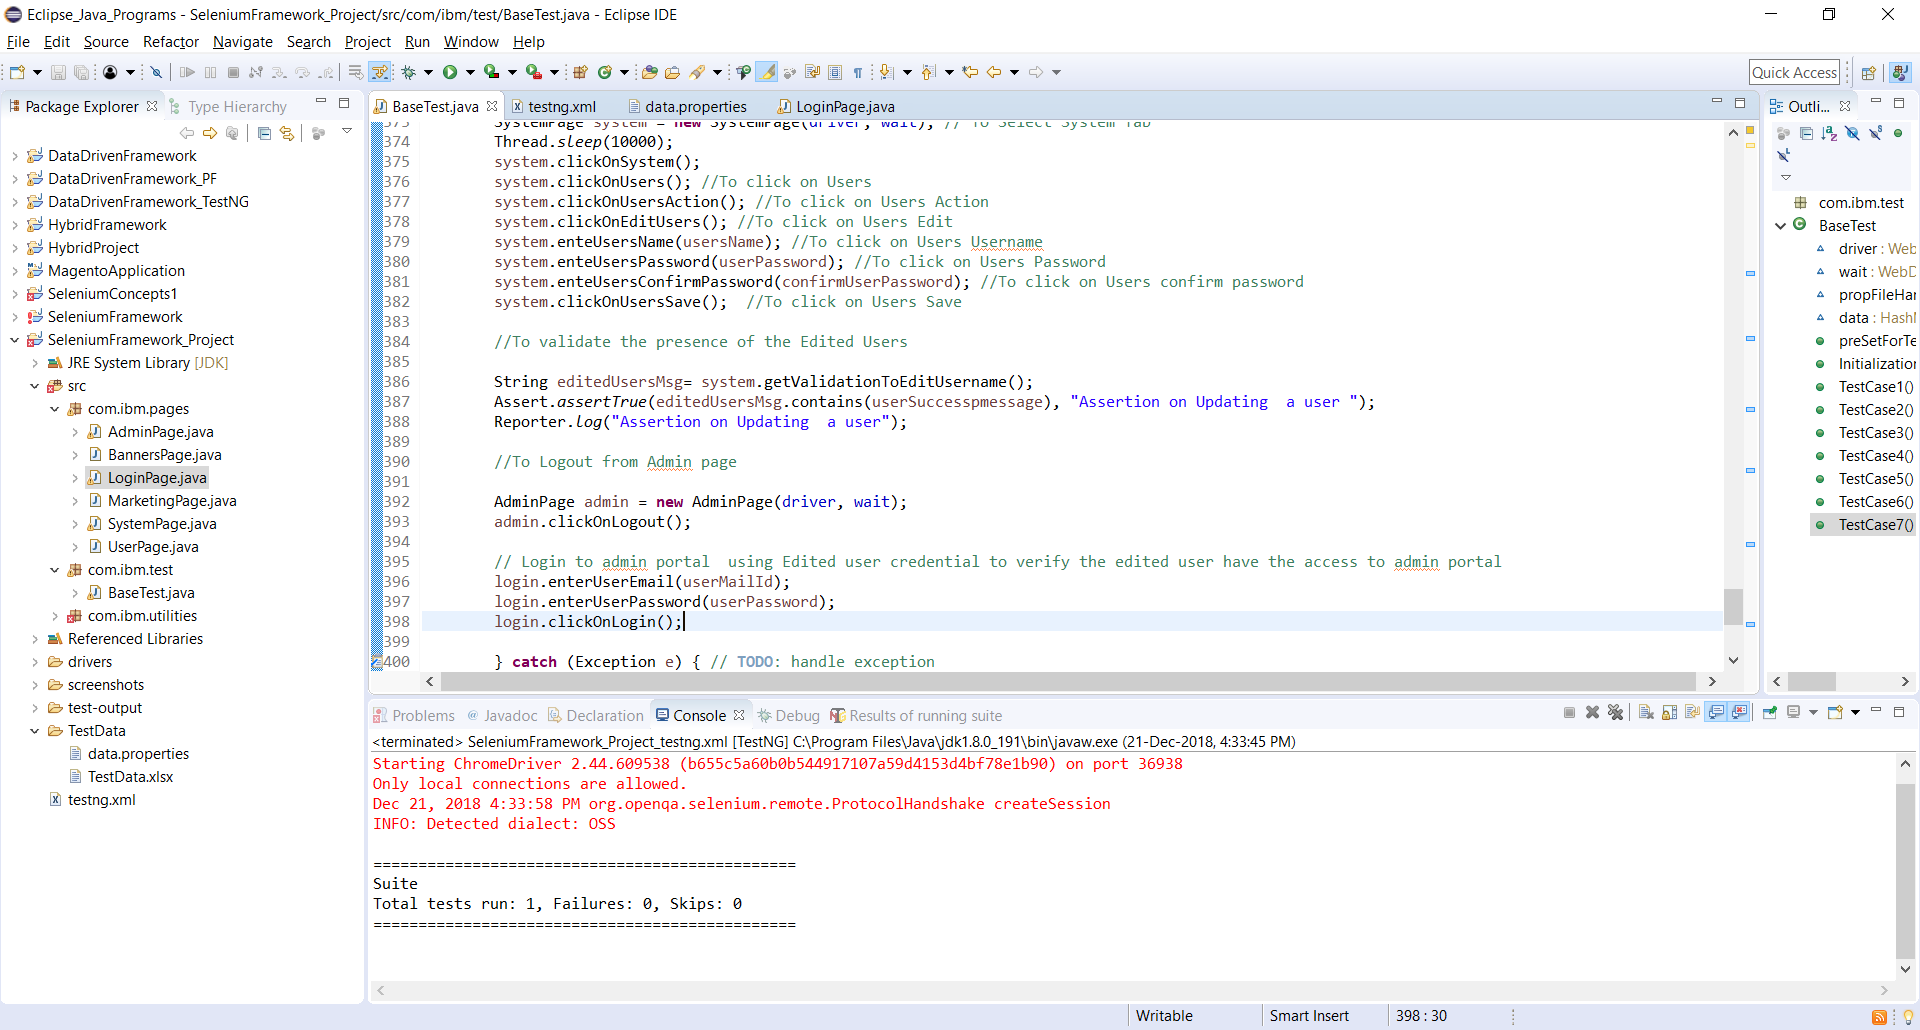 Eclipse_Java_Programs - SeleniumFramework_Project/src/com/ibm/test/BaseTest.java - Eclipse IDE
File Edit Source Refactor Navigate Search Project Run Window Help
Quick Access
Package Explorer Type Hierarchy
DataDrivenFramework
DataDrivenFramework_PF
DataDrivenFramework_TestNG
HybridFramework
HybridProject
MagentoApplication
SeleniumConcepts1
SeleniumFramework
SeleniumFramework_Project
JRE System Library [JDK]
src
com.ibm.pages
AdminPage.java
BannersPage.java
LoginPage.java
MarketingPage.java
SystemPage.java
UserPage.java
com.ibm.test
BaseTest.java
com.ibm.utilities
Referenced Libraries
drivers
screenshots
test-output
TestData
data.properties
TestData.xlsx
testng.xml
BaseTest.java testng.xml data.properties LoginPage.java
373 SystemPage system = new SystemPage(driver, wait); // To Select System Tab
374 Thread.sleep(10000);
375 system.clickOnSystem();
376 system.clickOnUsers(); //To click on Users
377 system.clickOnUsersAction(); //To click on Users Action
378 system.clickOnEditUsers(); //To click on Users Edit
379 system.enteUsersName(usersName); //To click on Users Username
380 system.enteUsersPassword(userPassword); //To click on Users Password
381 system.enteUsersConfirmPassword(confirmUserPassword); //To click on Users confirm password
382 system.clickOnUsersSave();  //To click on Users Save
383
384 //To validate the presence of the Edited Users
385
386 String editedUsersMsg= system.getValidationToEditUsername();
387 Assert.assertTrue(editedUsersMsg.contains(userSuccesspmessage), "Assertion on Updating  a user ");
388 Reporter.log("Assertion on Updating  a user");
389
390 //To Logout from Admin page
391
392 AdminPage admin = new AdminPage(driver, wait);
393 admin.clickOnLogout();
394
395 // Login to admin portal  using Edited user credential to verify the edited user have the access to admin portal
396 login.enterUserEmail(userMailId);
397 login.enterUserPassword(userPassword);
398 login.clickOnLogin();
399
400 } catch (Exception e) { // TODO: handle exception
Outli...
com.ibm.test
BaseTest
driver : Web
wait : WebD
propFileHar
data : Hash
preSetForTe
Initializatio
TestCase1()
TestCase2()
TestCase3()
TestCase4()
TestCase5()
TestCase6()
TestCase7()
Problems Javadoc Declaration Console Debug Results of running suite
<terminated> SeleniumFramework_Project_testng.xml [TestNG] C:\Program Files\Java\jdk1.8.0_191\bin\javaw.exe (21-Dec-2018, 4:33:45 PM)
Starting ChromeDriver 2.44.609538 (b655c5a60b0b544917107a59d4153d4bf78e1b90) on port 36938
Only local connections are allowed.
Dec 21, 2018 4:33:58 PM org.openqa.selenium.remote.ProtocolHandshake createSession
INFO: Detected dialect: OSS
===============================================
Suite
Total tests run: 1, Failures: 0, Skips: 0
===============================================
Writable Smart Insert 398 : 30